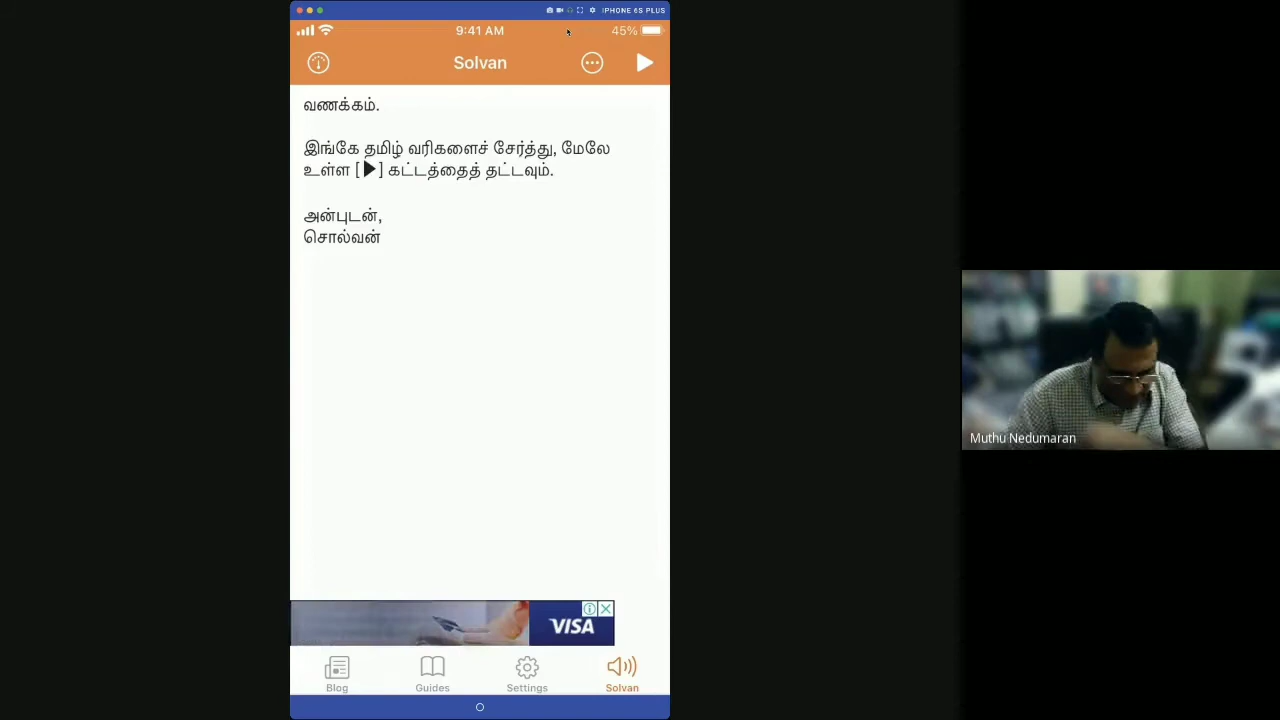 IPHONE 6S PLUS
9:41 AM
45%
Solvan
வணக்கம்.
இங்கே தமிழ் வரிகளைச் சேர்த்து, மேலே
உள்ள [▶] கட்டத்தைத் தட்டவும்.
அன்புடன்,
சொல்வன்
VISA
Blog
Guides
Settings
Solvan
Muthu Nedumaran